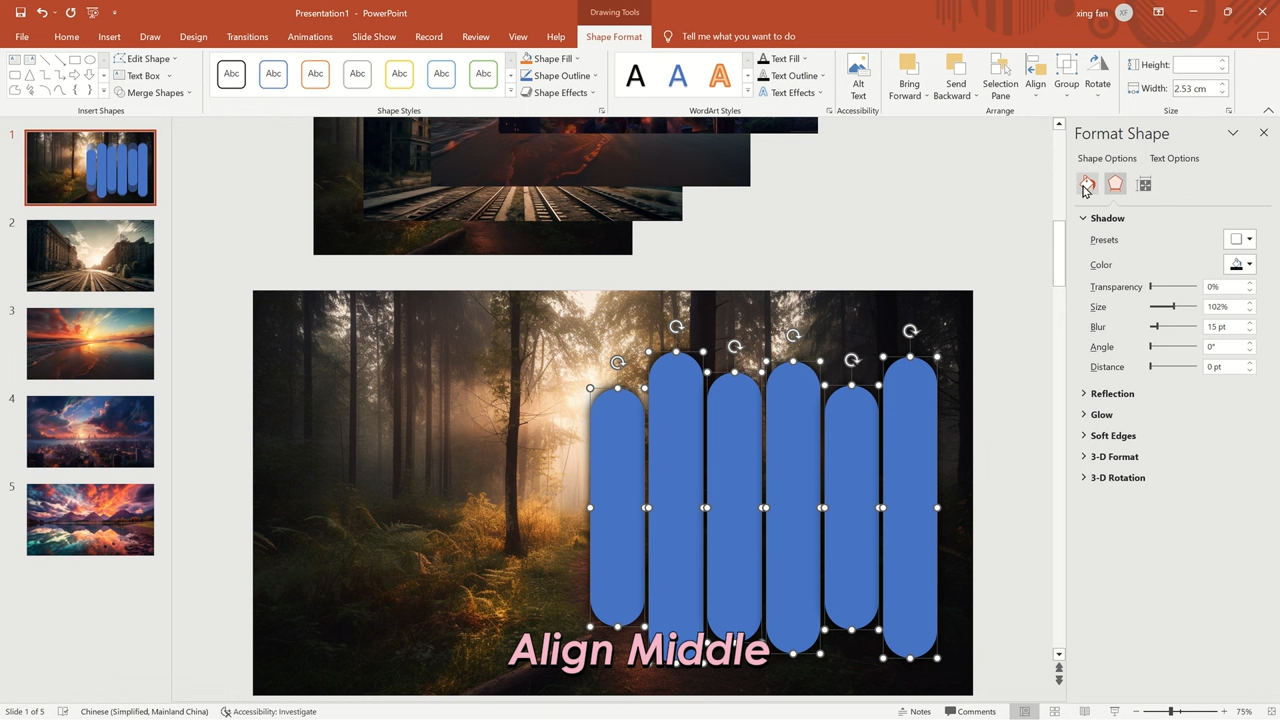 Presentation1 - PowerPoint
Drawing Tools
xing fan
XF
File
Home
Insert
Draw
Design
Transitions
Animations
Slide Show
Record
Review
View
Help
Shape Format
Tell me what you want to do
Edit Shape
Text Box
Merge Shapes
Insert Shapes
Abc
Abc
Abc
Abc
Abc
Abc
Abc
Shape Fill
Shape Outline
Shape Effects
Shape Styles
A
A
A
Text Fill
Text Outline
Text Effects
WordArt Styles
Alt
Text
Accessibility
Bring
Forward
Send
Backward
Selection
Pane
Align
Group
Rotate
Arrange
Height:
Width:
2.53 cm
Size
1
2
3
4
5
Align Middle
Format Shape
Shape Options
Text Options
Shadow
Presets
Color
Transparency
0%
Size
102%
Blur
15 pt
Angle
0°
Distance
0 pt
Reflection
Glow
Soft Edges
3-D Format
3-D Rotation
Slide 1 of 5
Chinese (Simplified, Mainland China)
Accessibility: Investigate
Notes
Comments
75%